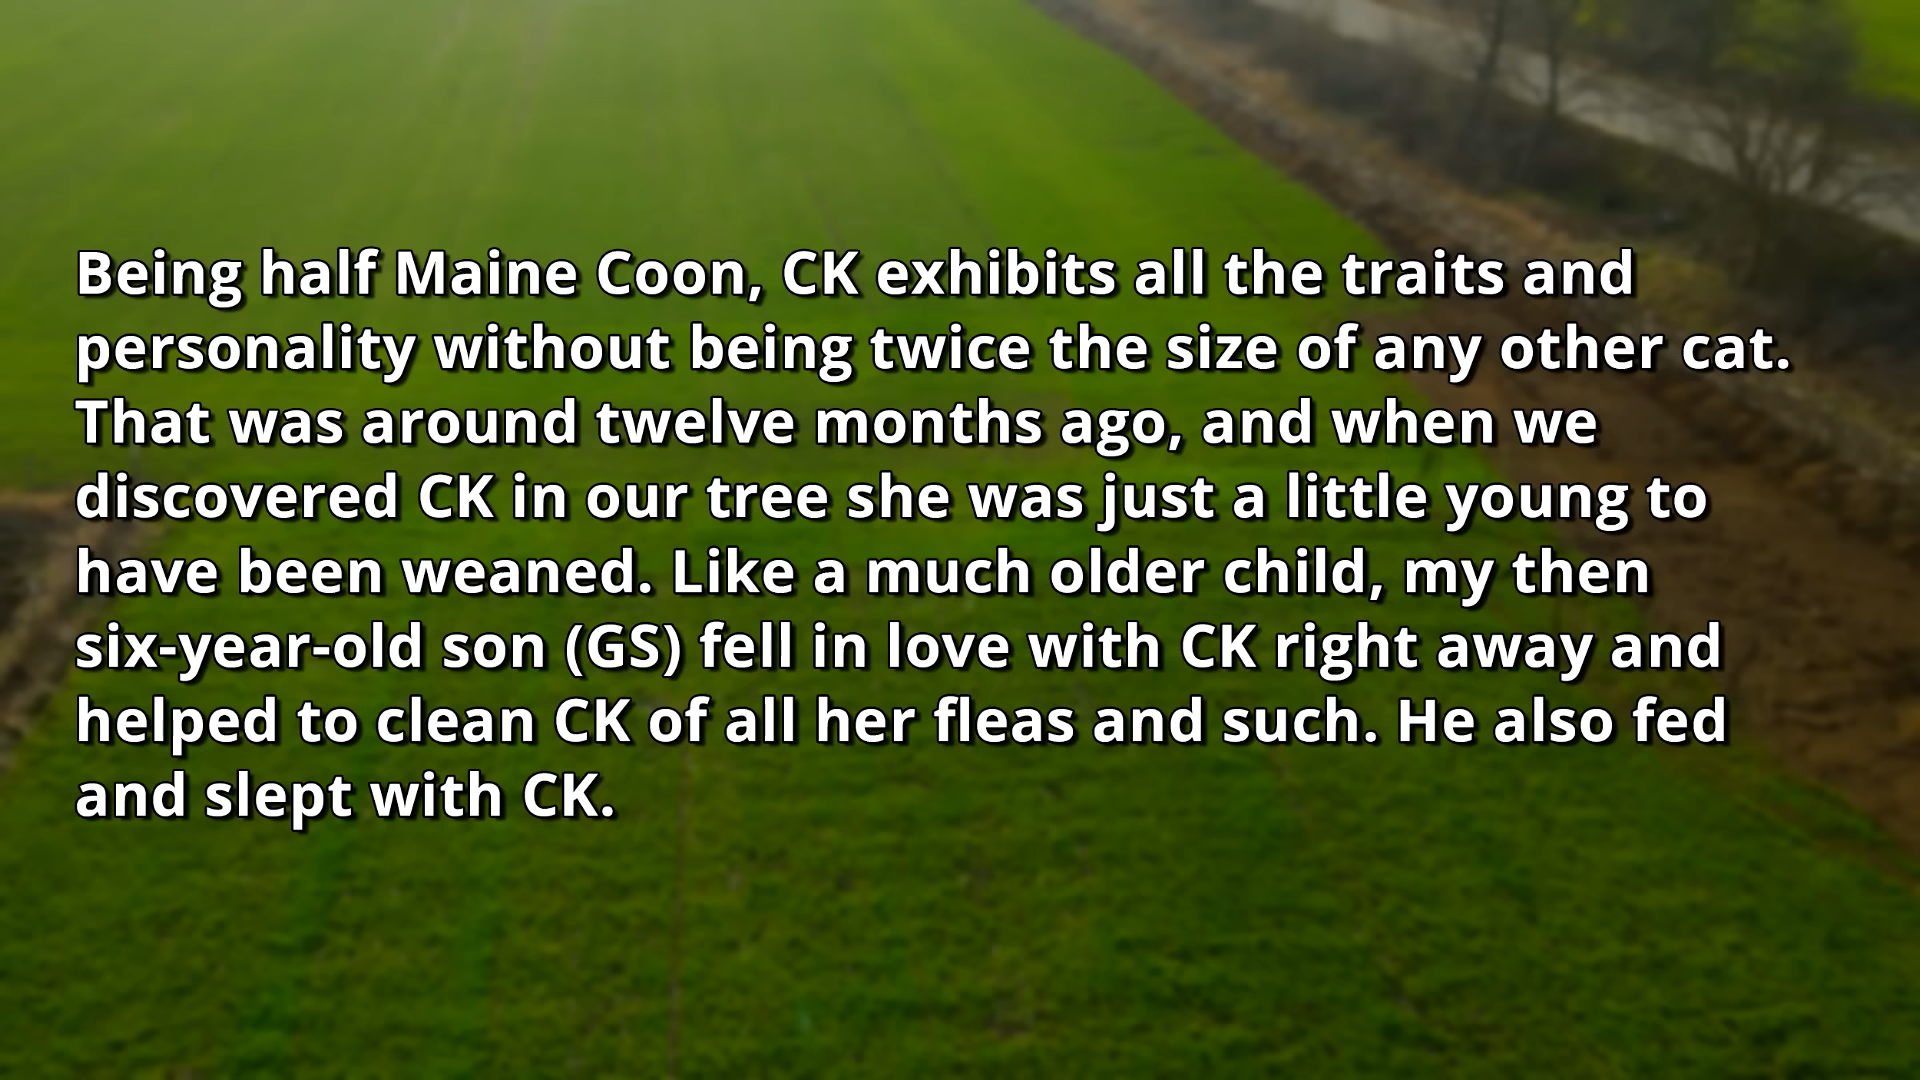 Being half Maine Coon, CK exhibits all the traits and
personality without being twice the size of any other cat.
That was around twelve months ago, and when we
discovered CK in our tree she was just a little young to
have been weaned. Like a much older child, my then
six-year-old son (GS) fell in love with CK right away and
helped to clean CK of all her fleas and such. He also fed
and slept with CK.